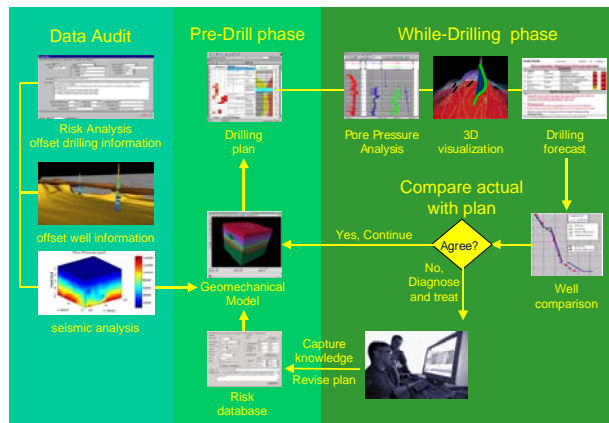 Data Audit
Risk Analysis
offset drilling information
offset well information
seismic analysis
Pre-Drill phase
Drilling
plan
Geomechanical
Model
Risk
database
While-Drilling phase
Pore Pressure
Analysis
3D
visualization
Drilling
forecast
Compare actual
with plan
Yes, Continue
Agree?
No,
Diagnose
and treat
Well
comparison
Capture
knowledge
Revise plan